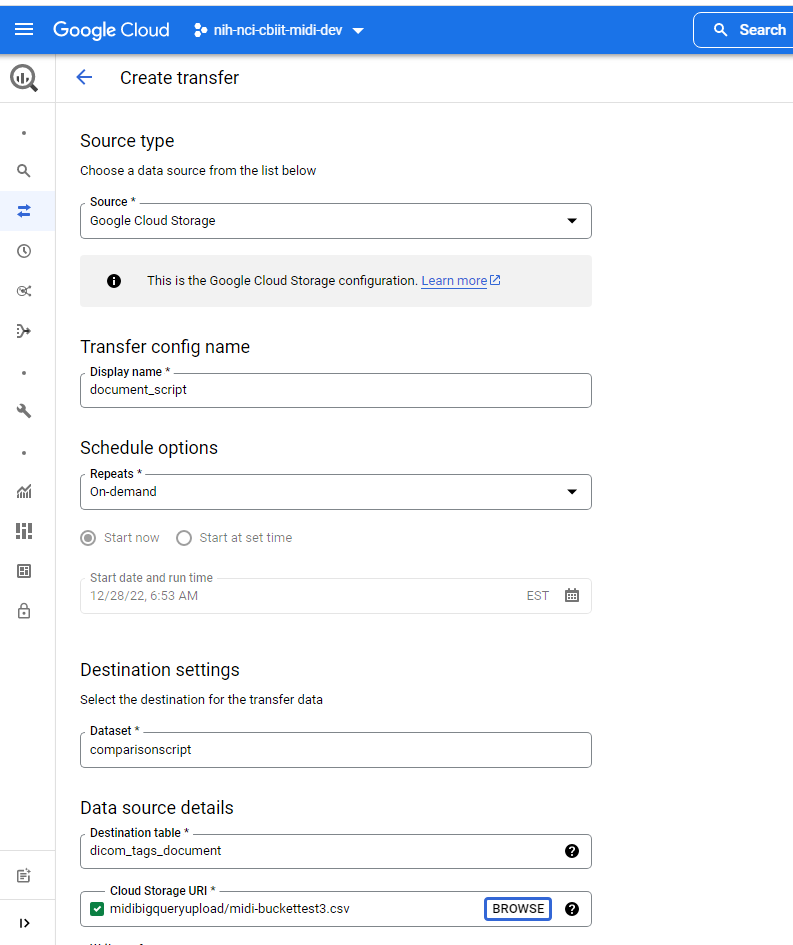 Google Cloud
nih-nci-cbiit-midi-dev
Search
Create transfer
Source type
Choose a data source from the list below
Source *
Google Cloud Storage
This is the Google Cloud Storage configuration. Learn more
Transfer config name
Display name *
document_script
Schedule options
Repeats *
On-demand
Start now Start at set time
Start date and run time
12/28/22, 6:53 AM EST
Destination settings
Select the destination for the transfer data
Dataset *
comparisonscript
Data source details
Destination table *
dicom_tags_document
Cloud Storage URI *
midibigqueryupload/midi-buckettest3.csv BROWSE